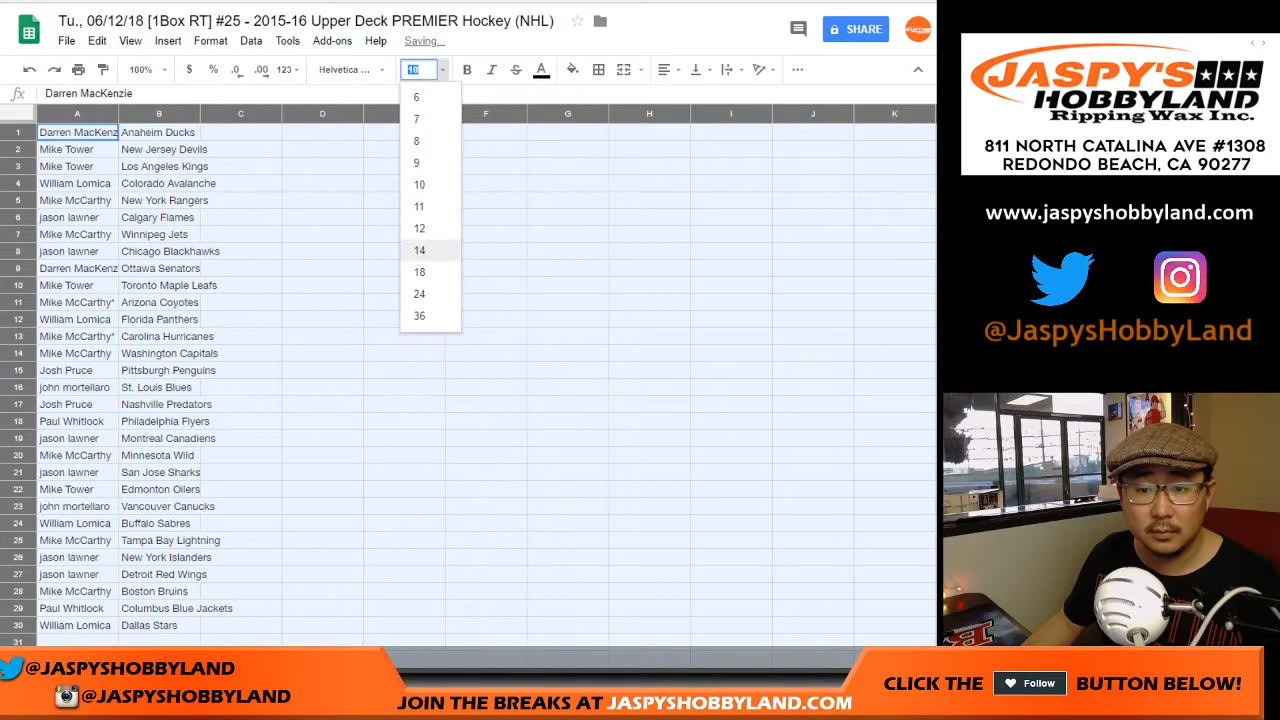 Tu., 06/12/18 [1Box RT] #25 - 2015-16 Upper Deck PREMIER Hockey (NHL)
File Edit View Insert Format Data Tools Add-ons Help Saving...
SHARE
100% $ % .0 .00 123 Helvetica ... 10 B I S A
fx Darren MacKenzie
A B C D E F G H I J K
1 Darren MacKenz Anaheim Ducks
2 Mike Tower New Jersey Devils
3 Mike Tower Los Angeles Kings
4 William Lomica Colorado Avalanche
5 Mike McCarthy New York Rangers
6 jason lawner Calgary Flames
7 Mike McCarthy Winnipeg Jets
8 jason lawner Chicago Blackhawks
9 Darren MacKenz Ottawa Senators
10 Mike Tower Toronto Maple Leafs
11 Mike McCarthy* Arizona Coyotes
12 William Lomica Florida Panthers
13 Mike McCarthy* Carolina Hurricanes
14 Mike McCarthy Washington Capitals
15 Josh Pruce Pittsburgh Penguins
16 john mortellaro St. Louis Blues
17 Josh Pruce Nashville Predators
18 Paul Whitlock Philadelphia Flyers
19 jason lawner Montreal Canadiens
20 Mike McCarthy Minnesota Wild
21 jason lawner San Jose Sharks
22 Mike Tower Edmonton Oilers
23 john mortellaro Vancouver Canucks
24 William Lomica Buffalo Sabres
25 Mike McCarthy Tampa Bay Lightning
26 jason lawner New York Islanders
27 jason lawner Detroit Red Wings
28 Mike McCarthy Boston Bruins
29 Paul Whitlock Columbus Blue Jackets
30 William Lomica Dallas Stars
31
6
7
8
9
10
11
12
14
18
24
36
JASPY'S
HOBBYLAND
Ripping Wax Inc.
811 NORTH CATALINA AVE #1308
REDONDO BEACH, CA 90277
www.jaspyshobbyland.com
@JaspysHobbyLand
@JASPYSHOBBYLAND
@JASPYSHOBBYLAND
JOIN THE BREAKS AT JASPYSHOBBYLAND.COM
CLICK THE Follow BUTTON BELOW!